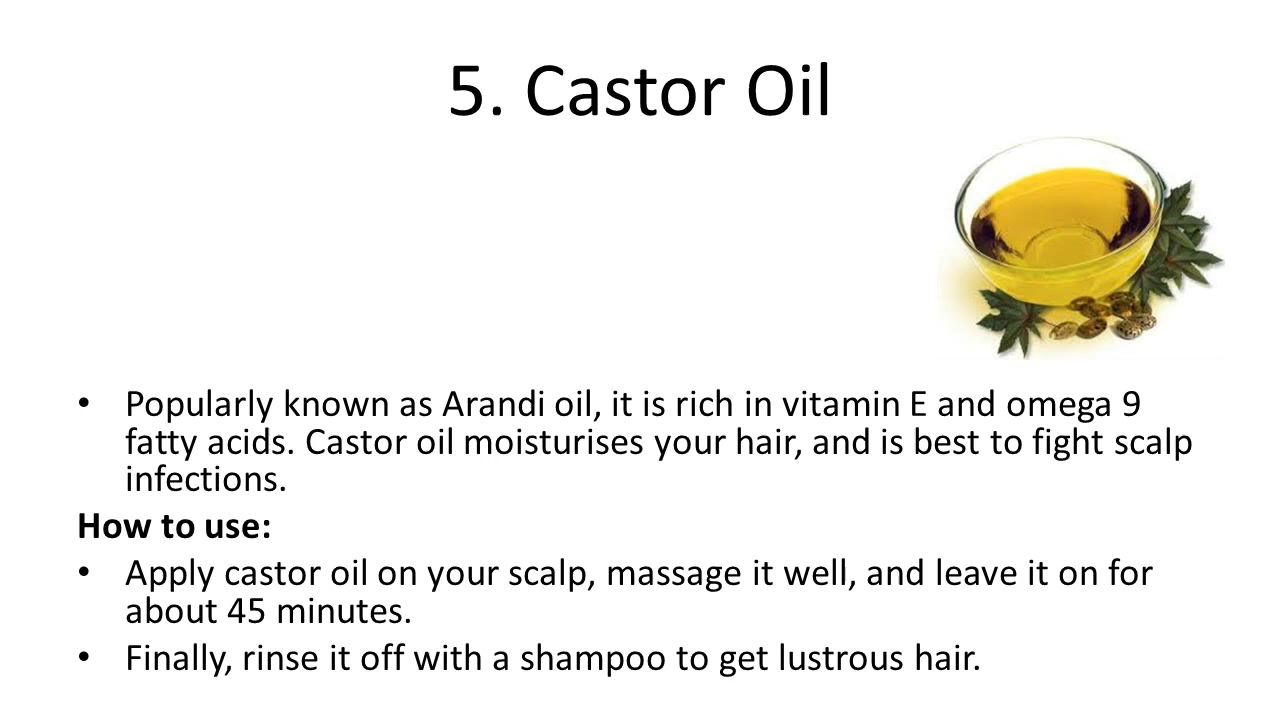 5. Castor Oil
• Popularly known as Arandi oil, it is rich in vitamin E and omega 9
fatty acids. Castor oil moisturises your hair, and is best to fight scalp
infections.
How to use:
• Apply castor oil on your scalp, massage it well, and leave it on for
about 45 minutes.
• Finally, rinse it off with a shampoo to get lustrous hair.